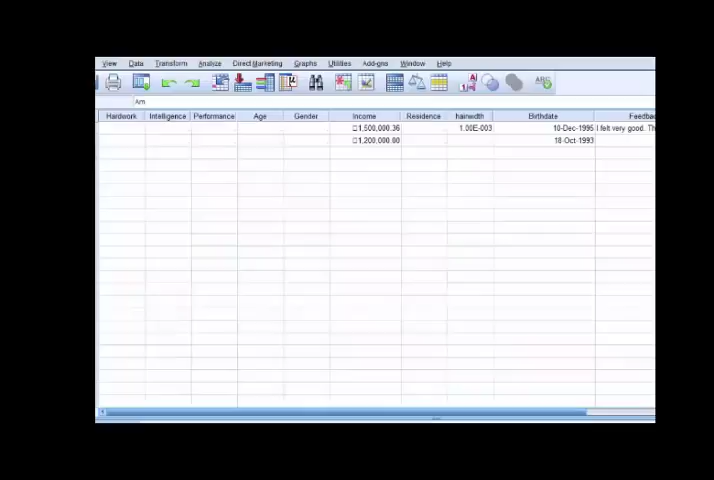 View Data Transform Analyze Direct Marketing Graphs Utilities Add-ons Window Help
Am
Hardwork Intelligence Performance Age Gender Income Residence hairwidth Birthdate Feedbac
1,500,000.36 1.00E-003 10-Dec-1995 I felt very good. Th
1,200,000.00 18-Oct-1993